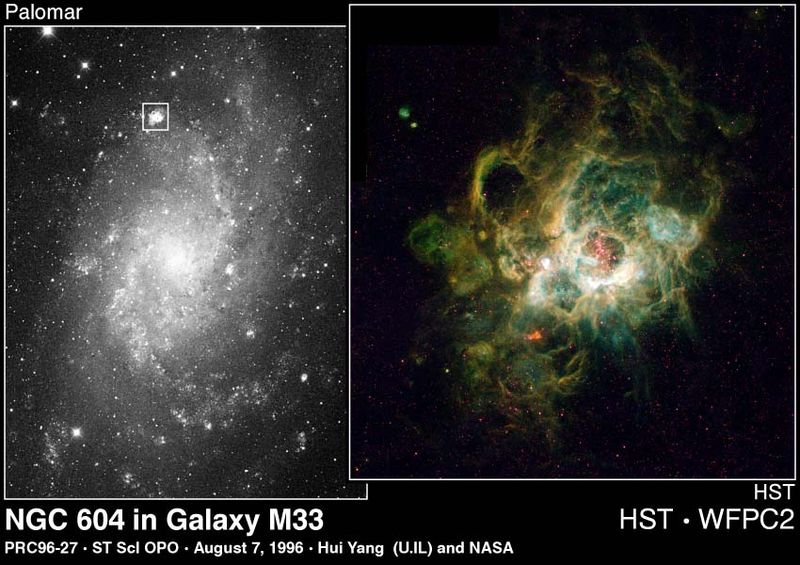 Palomar
HST
NGC 604 in Galaxy M33
HST • WFPC2
PRC96-27 • ST ScI OPO • August 7, 1996 • Hui Yang (U.IL) and NASA